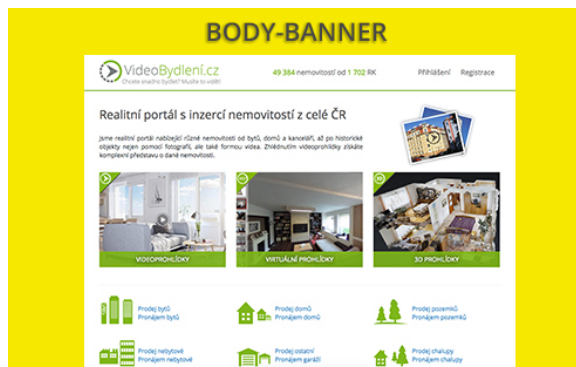 BODY-BANNER
VideoBydlení.cz
Chcete snadno bydlet? Musíte to vidět!
49 384 nemovitostí od 1 702 RK
Přihlášení Registrace
Realitní portál s inzercí nemovitostí z celé ČR
Jsme realitní portál nabízející různé nemovitosti od bytů, domů a kanceláří, až po historické
objekty nejen pomocí fotografií, ale také formou videa. Zhlédnutím videoprohlídky získáte
komplexní představu o dané nemovitosti.
VIDEOPROHLÍDKY
VIRTUÁLNÍ PROHLÍDKY
3D PROHLÍDKY
Prodej bytů
Pronájem bytů
Prodej domů
Pronájem domů
Prodej pozemků
Pronájem pozemků
Prodej nebytové
Pronájem nebytové
Prodej ostatní
Pronájem garáží
Prodej chalupy
Pronájem chalupy